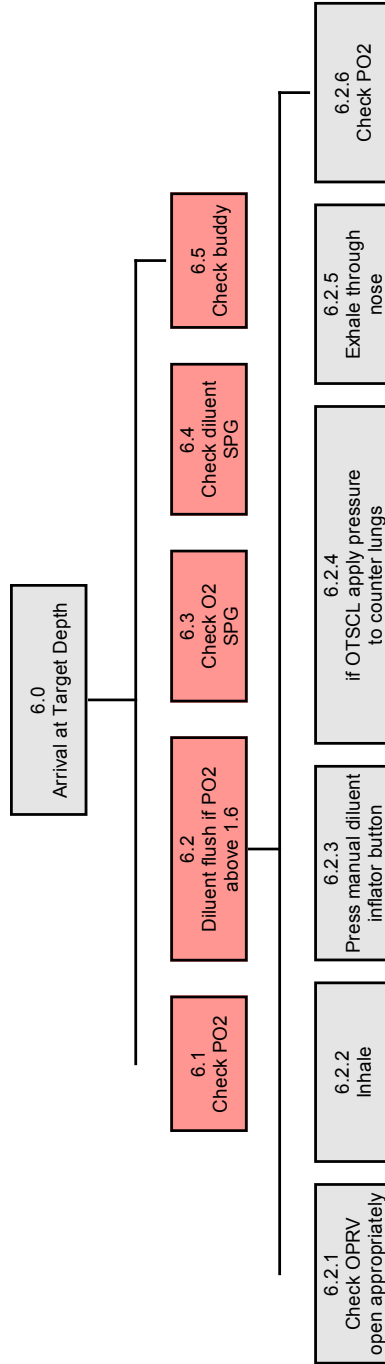 6.0
Arrival at Target Depth
6.1
Check PO2
6.2
Diluent flush if PO2
above 1.6
6.3
Check O2
SPG
6.4
Check diluent
SPG
6.5
Check buddy
6.2.1
Check OPRV
open appropriately
6.2.2
Inhale
6.2.3
Press manual diluent
inflator button
6.2.4
if OTSCL apply pressure
to counter lungs
6.2.5
Exhale through
nose
6.2.6
Check PO2